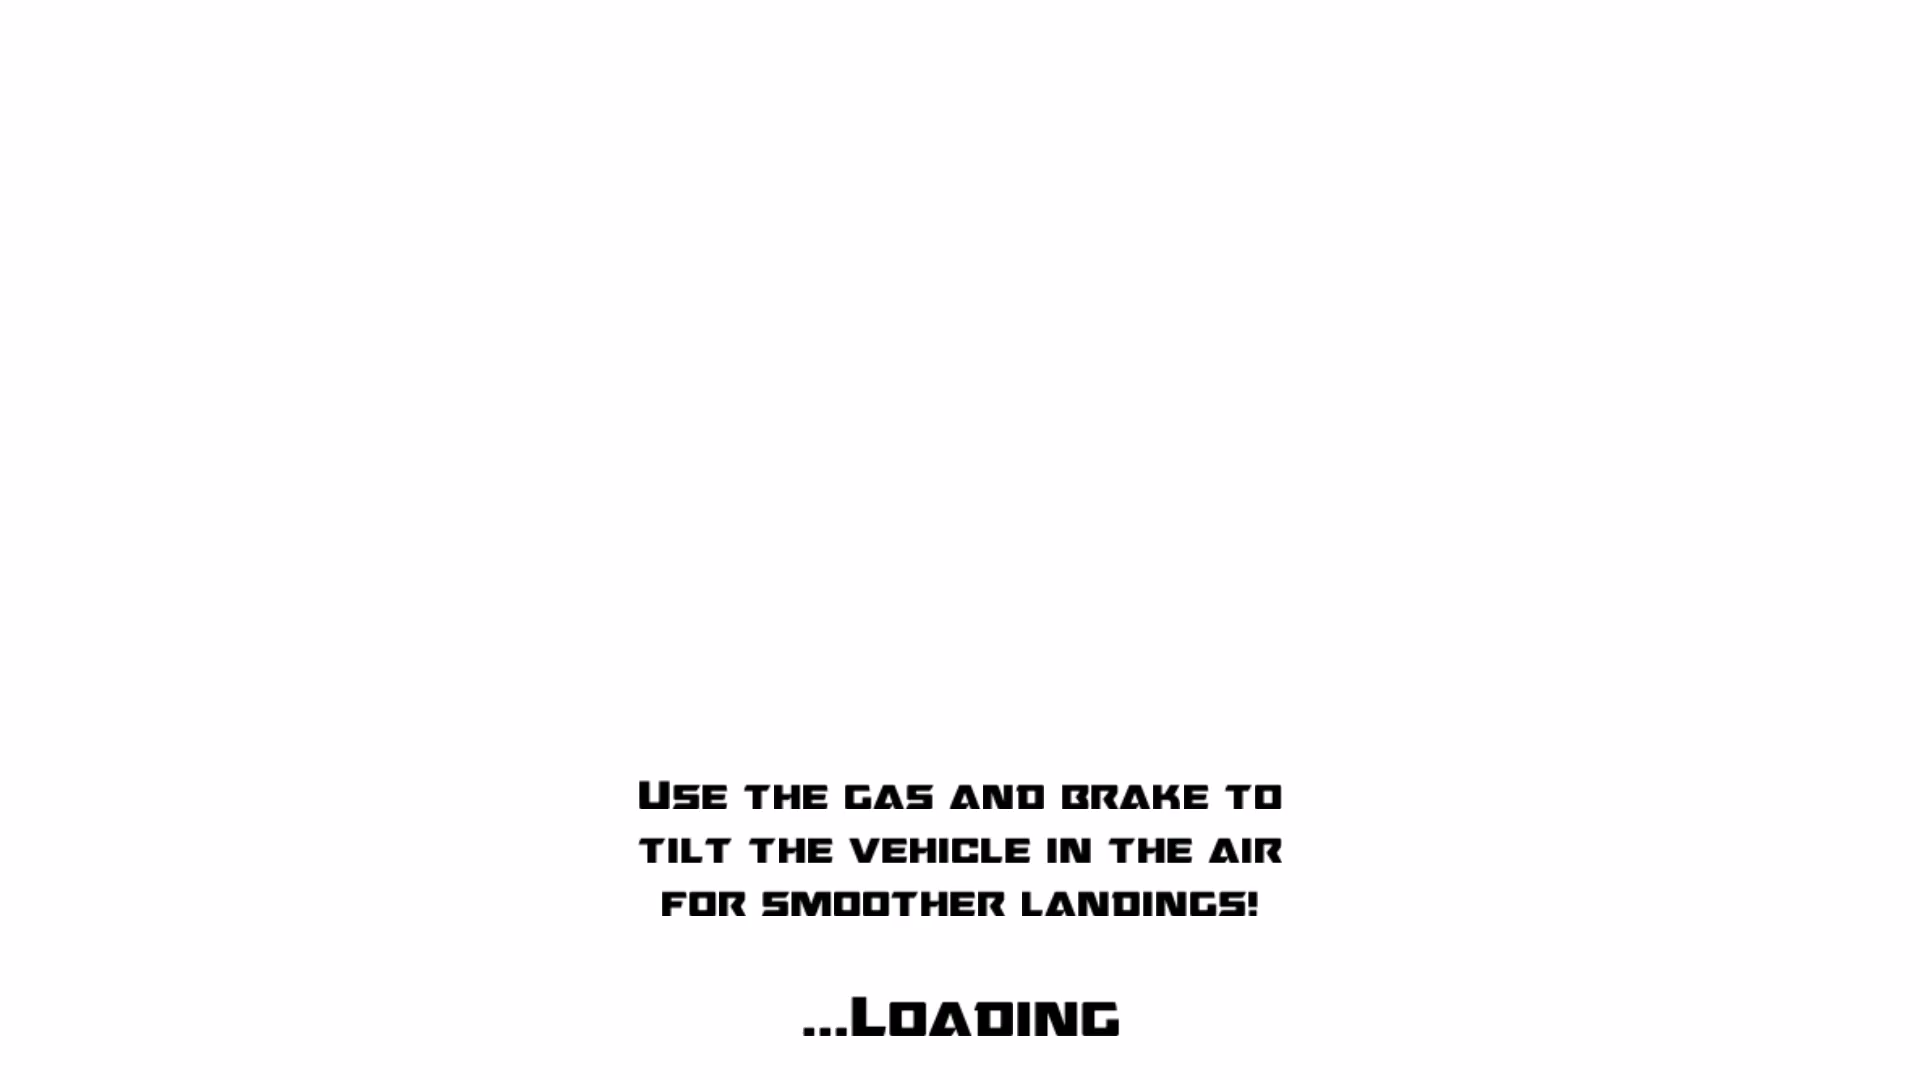 Use the gas and brake to
tilt the vehicle in the air
for smoother landings!
...Loading